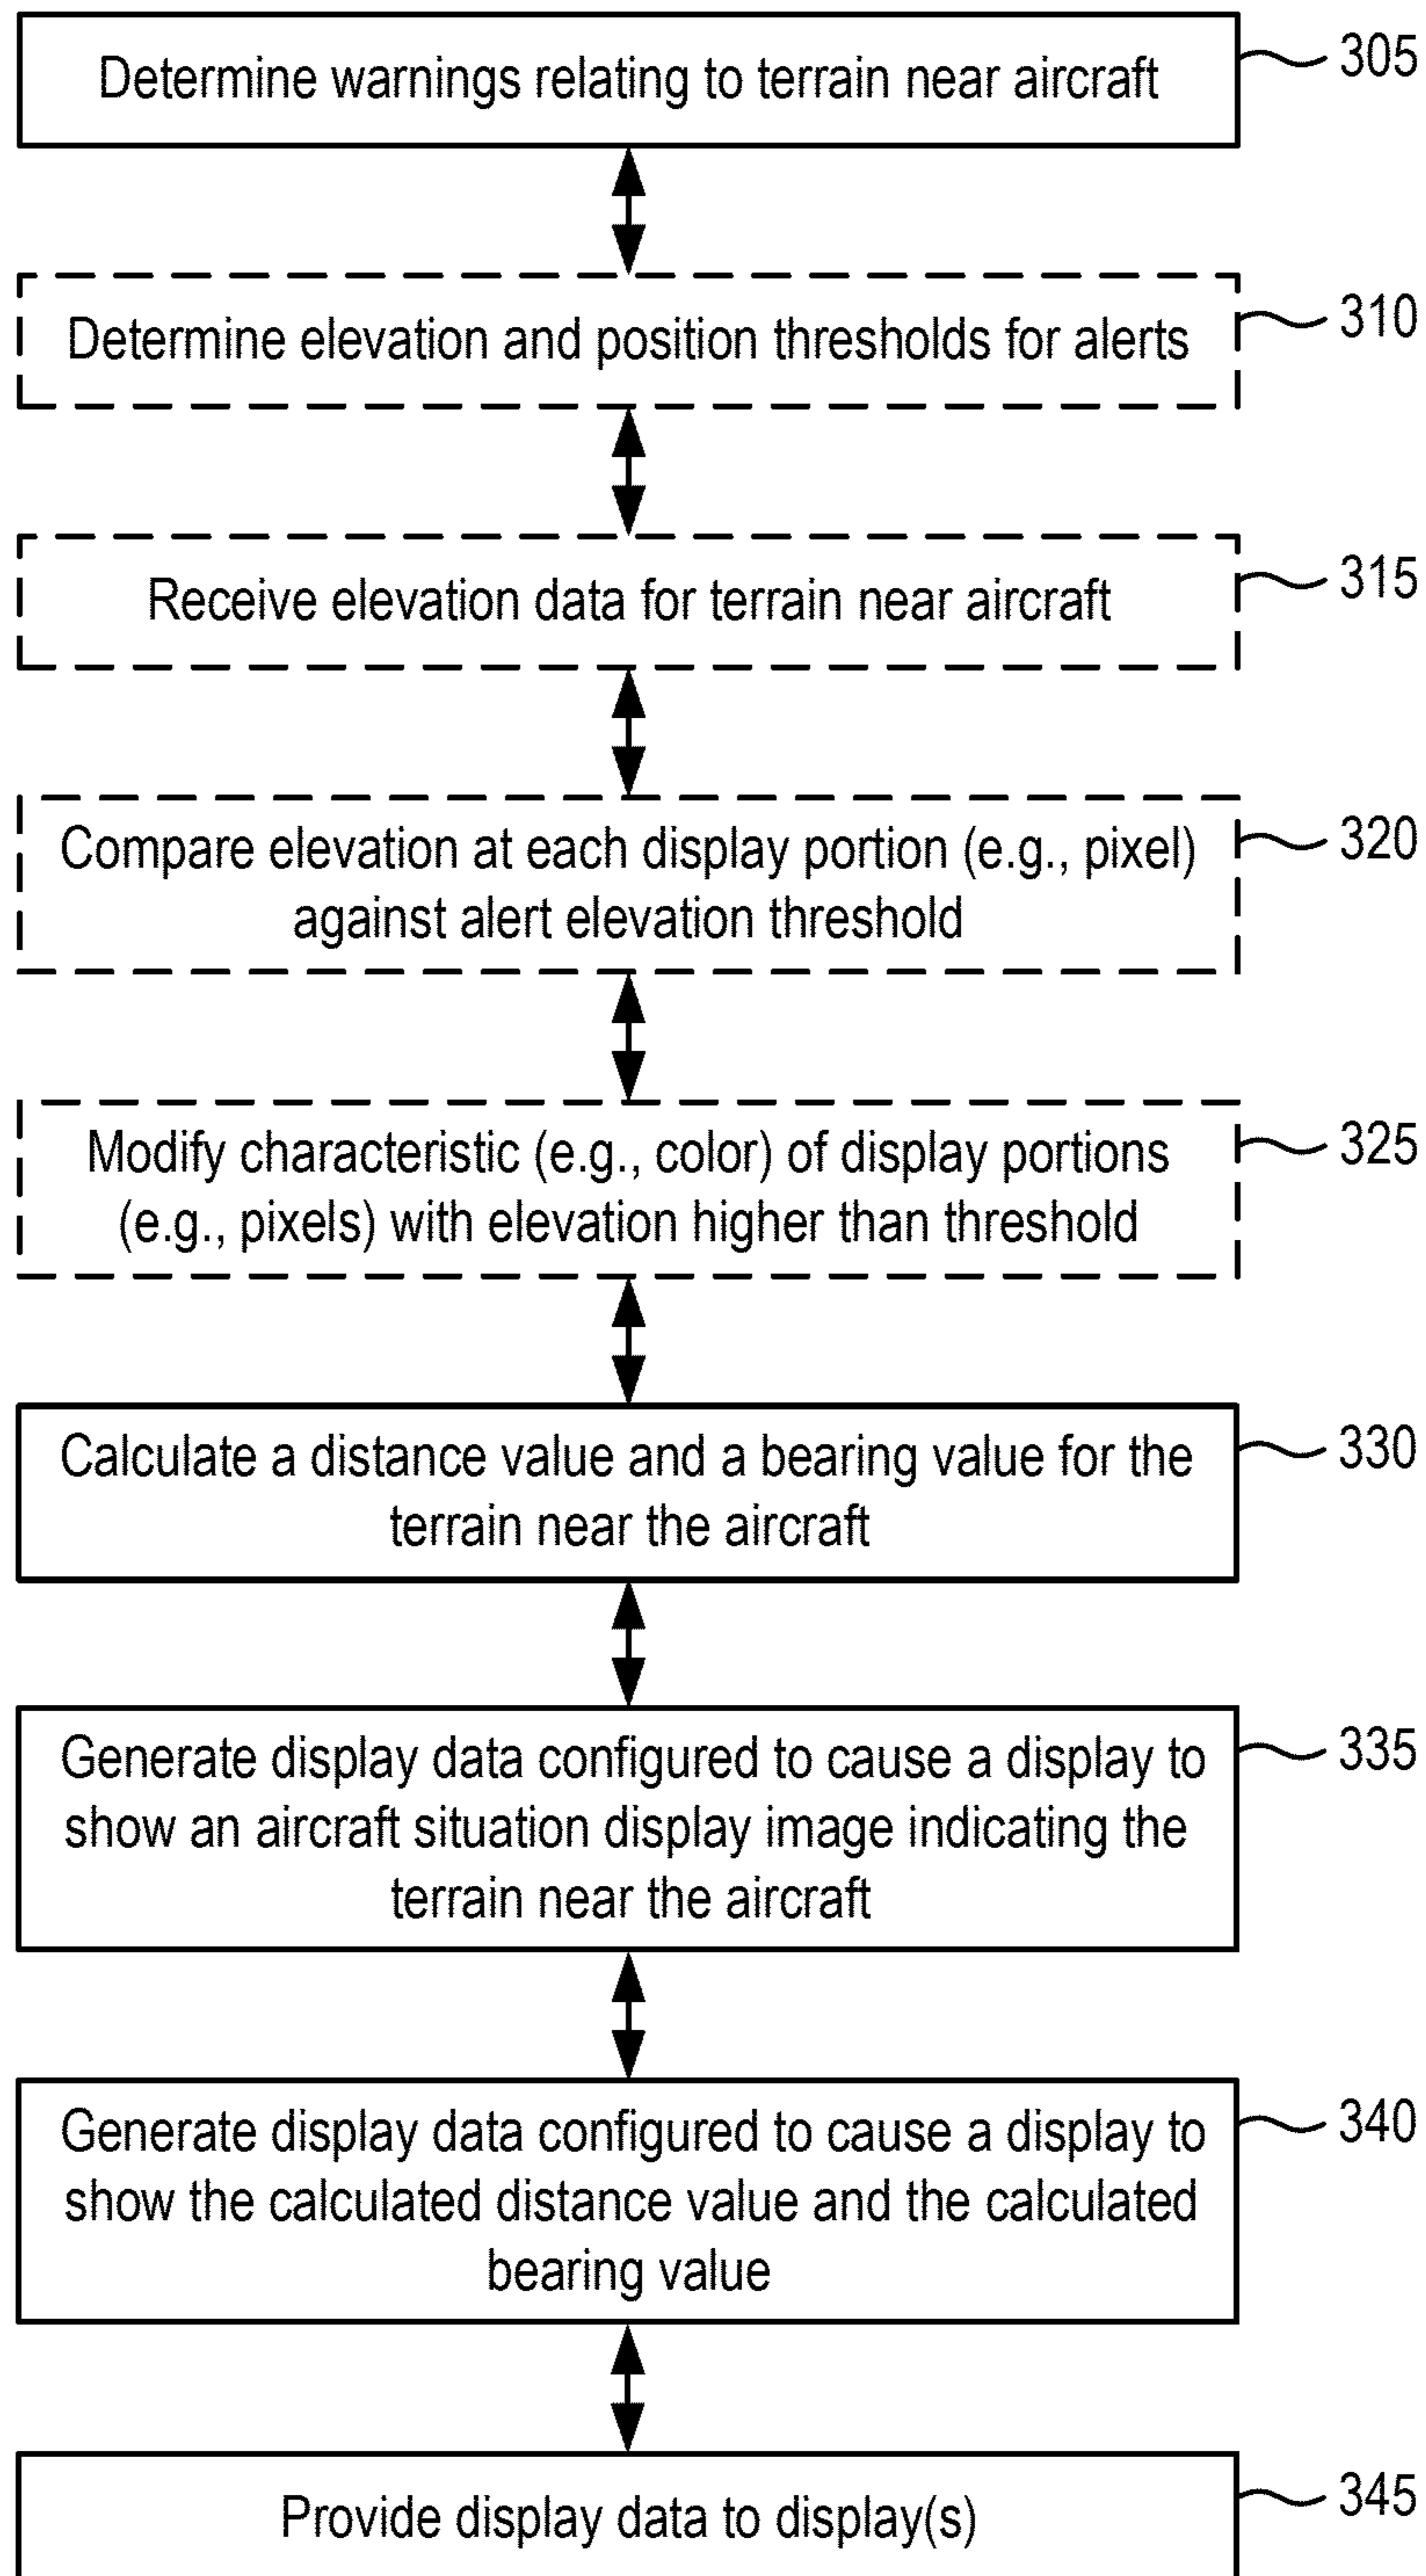 Determine warnings relating to terrain near aircraft
305
Determine elevation and position thresholds for alerts
310
Receive elevation data for terrain near aircraft
315
Compare elevation at each display portion (e.g., pixel)
against alert elevation threshold
320
Modify characteristic (e.g., color) of display portions
(e.g., pixels) with elevation higher than threshold
325
Calculate a distance value and a bearing value for the
terrain near the aircraft
330
Generate display data configured to cause a display to
show an aircraft situation display image indicating the
terrain near the aircraft
335
Generate display data configured to cause a display to
show the calculated distance value and the calculated
bearing value
340
Provide display data to display(s)
345